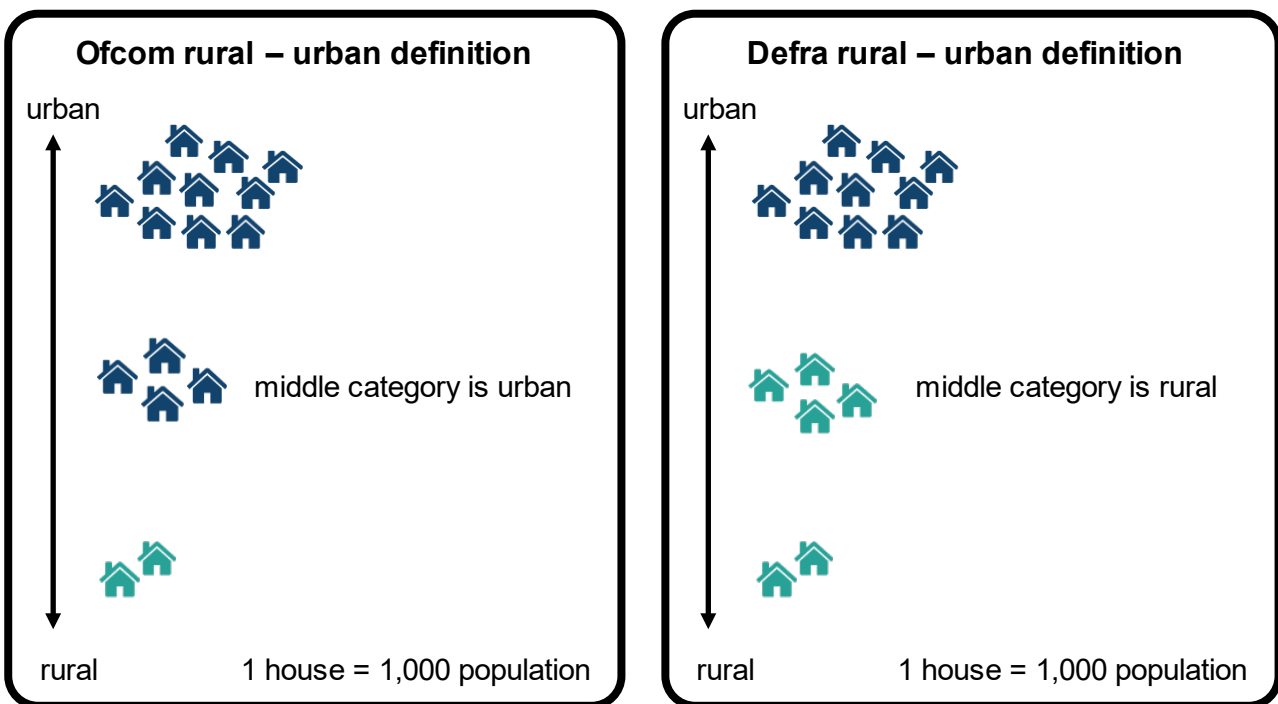 Ofcom rural – urban definition
urban
middle category is urban
rural
1 house = 1,000 population
Defra rural – urban definition
urban
middle category is rural
rural
1 house = 1,000 population